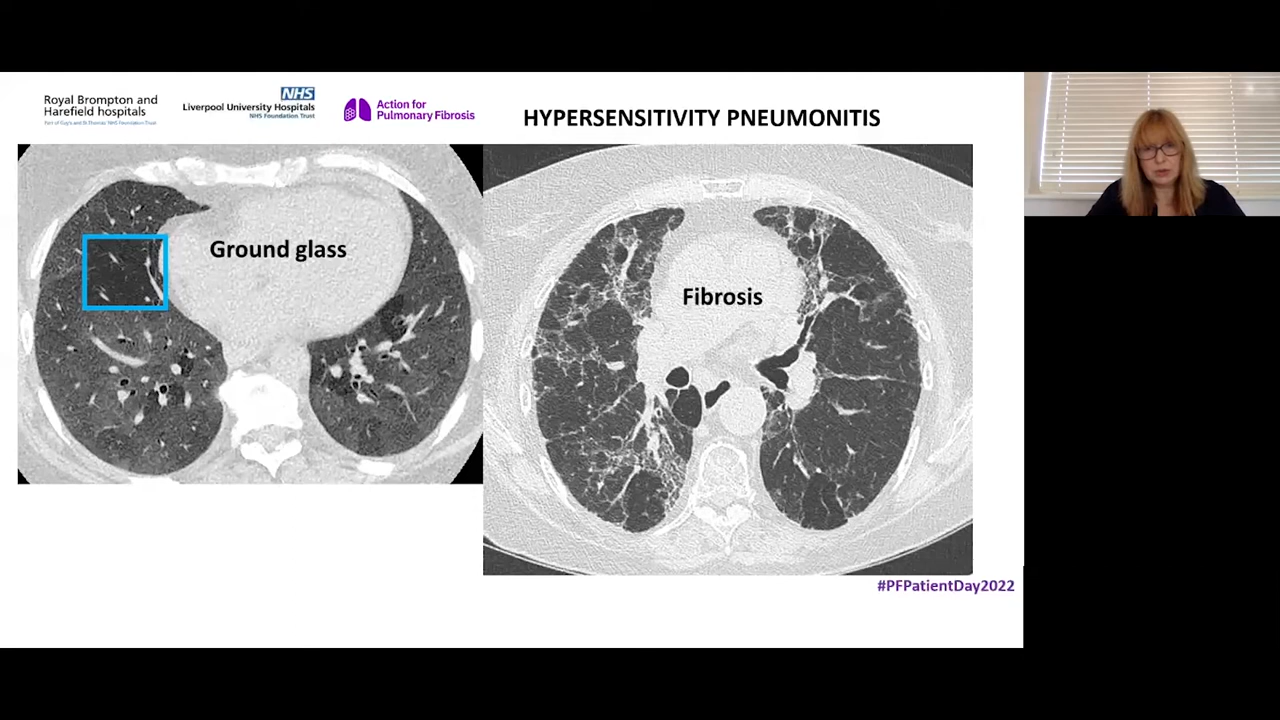 Royal Brompton and
Harefield hospitals
Part of Guy's and St Thomas' NHS Foundation Trust
NHS
Liverpool University Hospitals
NHS Foundation Trust
Action for
Pulmonary Fibrosis
HYPERSENSITIVITY PNEUMONITIS
Ground glass
Fibrosis
#PFPatientDay2022